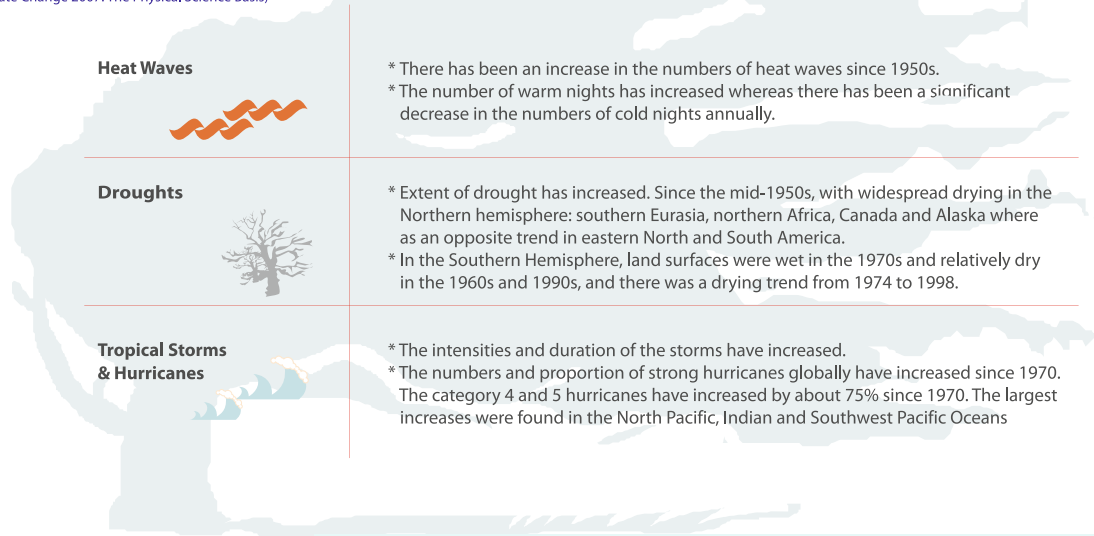 Change 2007: The Physical Science Basis)
Heat Waves
* There has been an increase in the numbers of heat waves since 1950s.
* The number of warm nights has increased whereas there has been a significant
decrease in the numbers of cold nights annually.
Droughts
* Extent of drought has increased. Since the mid-1950s, with widespread drying in the
Northern hemisphere: southern Eurasia, northern Africa, Canada and Alaska where
as an opposite trend in eastern North and South America.
* In the Southern Hemisphere, land surfaces were wet in the 1970s and relatively dry
in the 1960s and 1990s, and there was a drying trend from 1974 to 1998.
Tropical Storms
& Hurricanes
* The intensities and duration of the storms have increased.
* The numbers and proportion of strong hurricanes globally have increased since 1970.
The category 4 and 5 hurricanes have increased by about 75% since 1970. The largest
increases were found in the North Pacific, Indian and Southwest Pacific Oceans